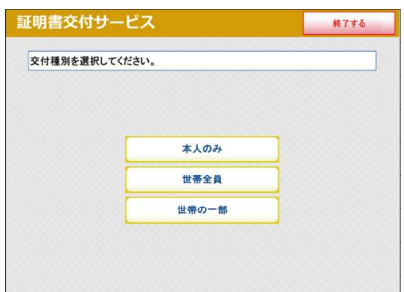 証明書交付サービス
終了する
交付種別を選択してください。
本人のみ
世帯全員
世帯の一部